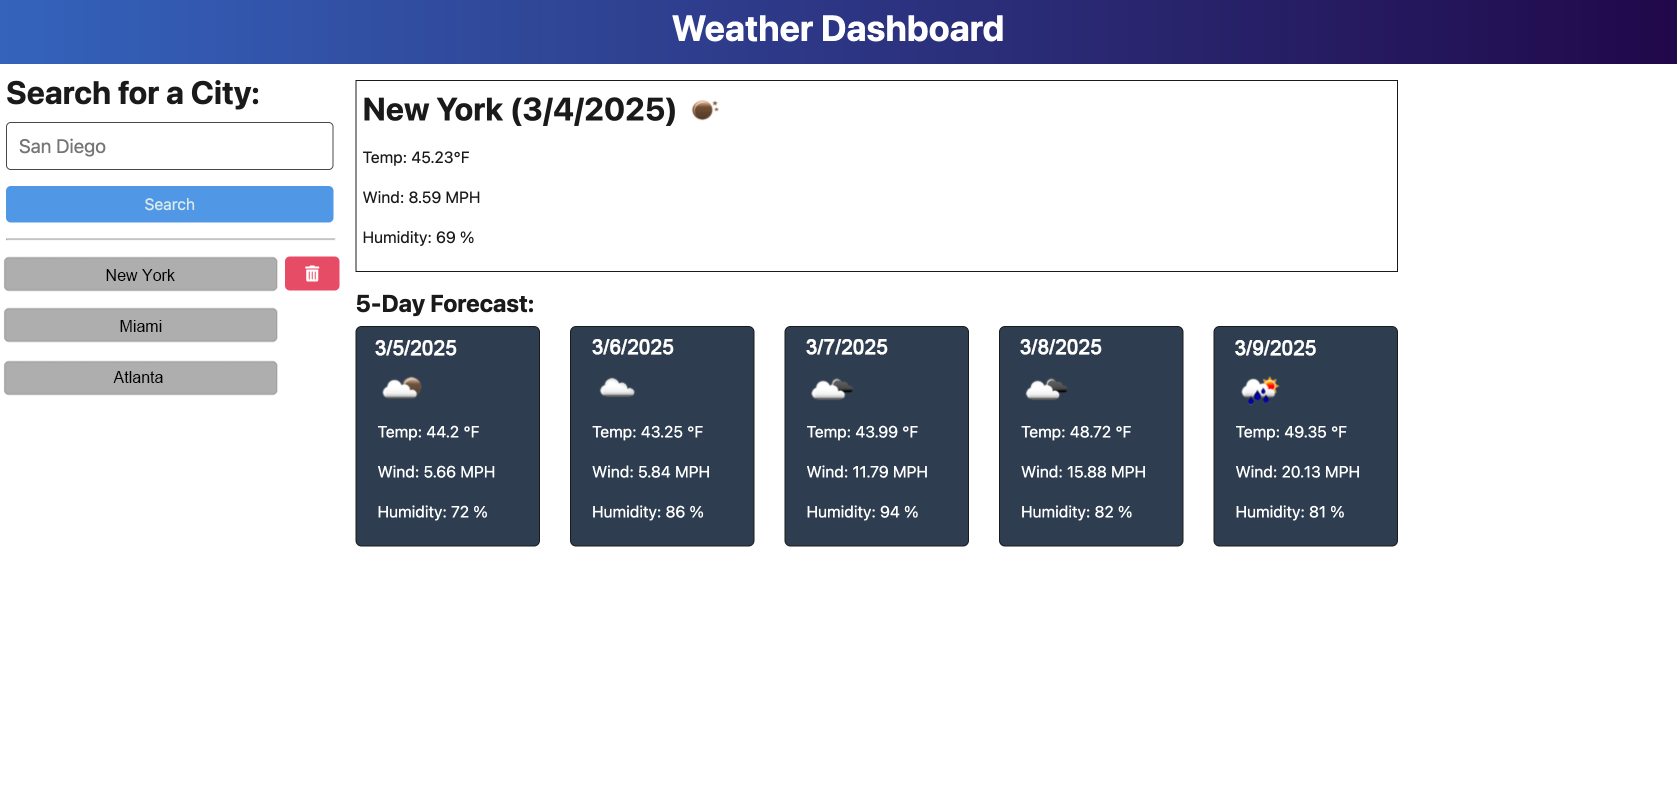 Weather Dashboard
Search for a City:
San Diego
Search
New York
Miami
Atlanta
New York (3/4/2025)
Temp: 45.23°F
Wind: 8.59 MPH
Humidity: 69 %
5-Day Forecast:
3/5/2025
Temp: 44.2 °F
Wind: 5.66 MPH
Humidity: 72 %
3/6/2025
Temp: 43.25 °F
Wind: 5.84 MPH
Humidity: 86 %
3/7/2025
Temp: 43.99 °F
Wind: 11.79 MPH
Humidity: 94 %
3/8/2025
Temp: 48.72 °F
Wind: 15.88 MPH
Humidity: 82 %
3/9/2025
Temp: 49.35 °F
Wind: 20.13 MPH
Humidity: 81 %